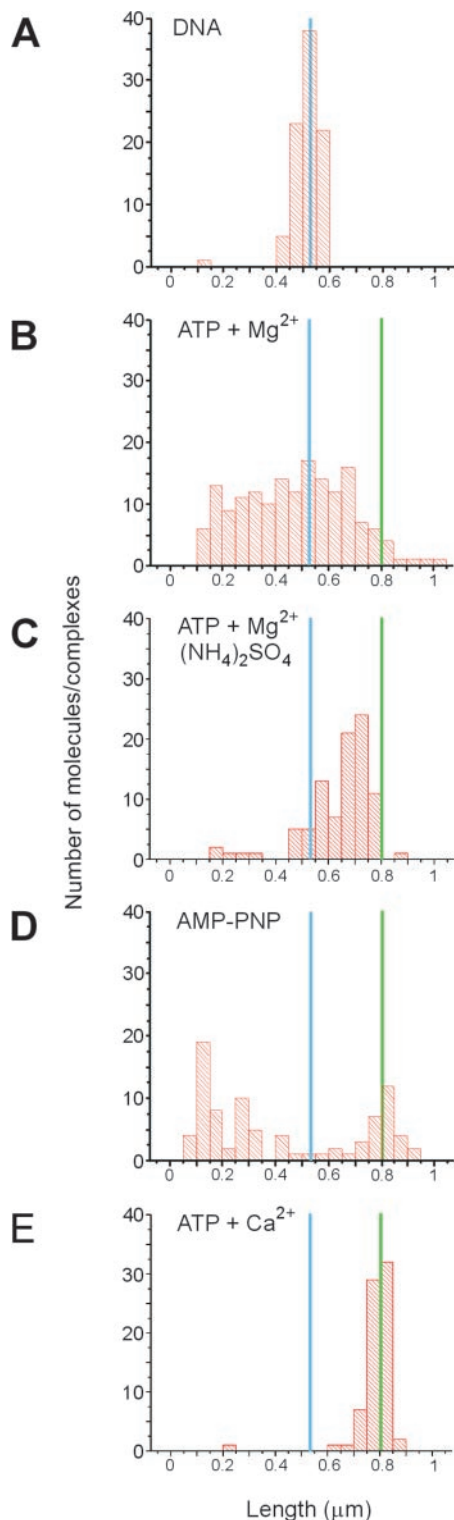 A
DNA
40
30
20
10
0
0 0.2 0.4 0.6 0.8 1
B
ATP + Mg²⁺
40
30
20
10
0
0 0.2 0.4 0.6 0.8 1
C
ATP + Mg²⁺
(NH₄)₂SO₄
40
30
20
10
0
0 0.2 0.4 0.6 0.8 1
Number of molecules/complexes
D
AMP-PNP
40
30
20
10
0
0 0.2 0.4 0.6 0.8 1
E
ATP + Ca²⁺
40
30
20
10
0
0 0.2 0.4 0.6 0.8 1
Length (μm)